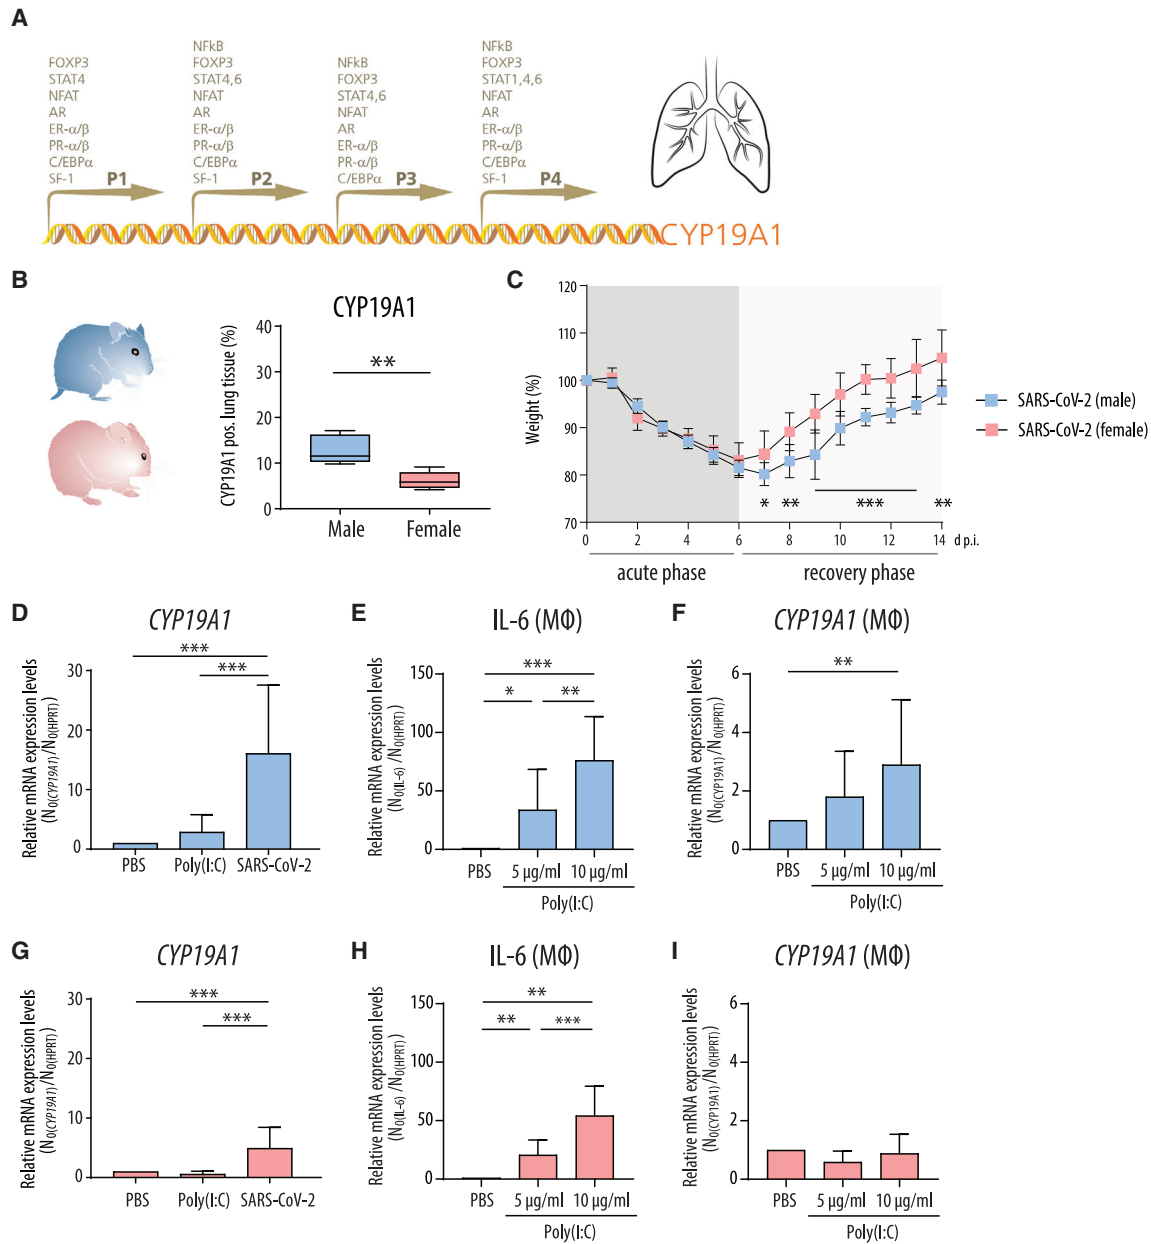 A
FOXP3
STAT4
NFAT
AR
ER-α/β
PR-α/β
C/EBPα
SF-1
P1
NFkB
FOXP3
STAT4,6
NFAT
AR
ER-α/β
PR-α/β
C/EBPα
SF-1
P2
NFkB
FOXP3
STAT4,6
NFAT
AR
ER-α/β
PR-α/β
C/EBPα
P3
NFkB
FOXP3
STAT1,4,6
NFAT
AR
ER-α/β
PR-α/β
C/EBPα
SF-1
P4
CYP19A1
B
CYP19A1
CYP19A1 pos. lung tissue (%)
40
30
20
10
0
**
Male
Female
C
Weight (%)
120
110
100
90
80
70
0
2
4
6
8
10
12
14
d p.i.
*
**
***
**
acute phase
recovery phase
SARS-CoV-2 (male)
SARS-CoV-2 (female)
D
CYP19A1
Relative mRNA expression levels
(N0(CYP19A1)/N0(HPRT))
30
20
10
0
***
***
PBS
Poly(I:C)
SARS-CoV-2
E
IL-6 (MΦ)
Relative mRNA expression levels
(N0(IL-6) /N0(HPRT))
150
100
50
0
***
*
**
PBS
5 µg/ml
10 µg/ml
Poly(I:C)
F
CYP19A1 (MΦ)
Relative mRNA expression levels
(N0(CYP19A1)/N0(HPRT))
6
4
2
0
**
PBS
5 µg/ml
10 µg/ml
Poly(I:C)
G
CYP19A1
Relative mRNA expression levels
(N0(CYP19A1)/N0(HPRT))
30
20
10
0
***
***
PBS
Poly(I:C)
SARS-CoV-2
H
IL-6 (MΦ)
Relative mRNA expression levels
(N0(IL-6) /N0(HPRT))
150
100
50
0
**
**
***
PBS
5 µg/ml
10 µg/ml
Poly(I:C)
I
CYP19A1 (MΦ)
Relative mRNA expression levels
(N0(CYP19A1)/N0(HPRT))
6
4
2
0
PBS
5 µg/ml
10 µg/ml
Poly(I:C)